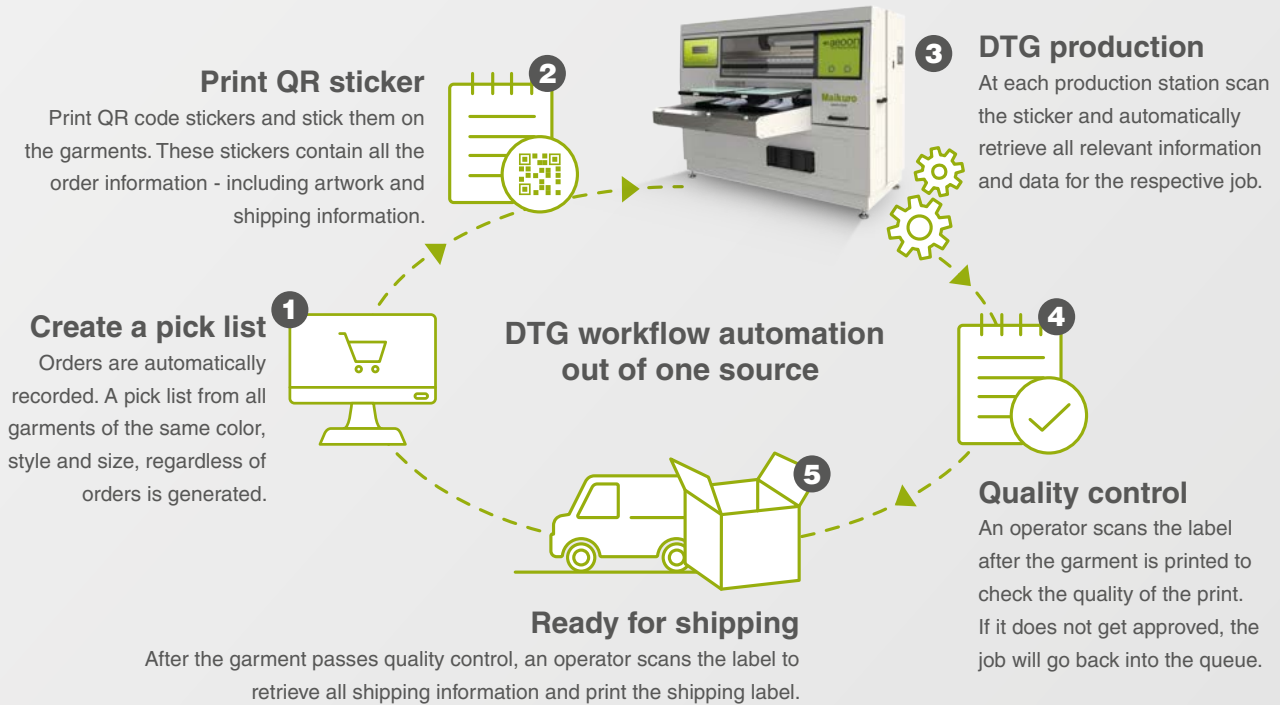 1
Create a pick list
Orders are automatically
recorded. A pick list from all
garments of the same color,
style and size, regardless of
orders is generated.
2
Print QR sticker
Print QR code stickers and stick them on
the garments. These stickers contain all the
order information - including artwork and
shipping information.
aeoon
Maikuro
3
DTG production
At each production station scan
the sticker and automatically
retrieve all relevant information
and data for the respective job.
DTG workflow automation
out of one source
4
Quality control
An operator scans the label
after the garment is printed to
check the quality of the print.
If it does not get approved, the
job will go back into the queue.
5
Ready for shipping
After the garment passes quality control, an operator scans the label to
retrieve all shipping information and print the shipping label.